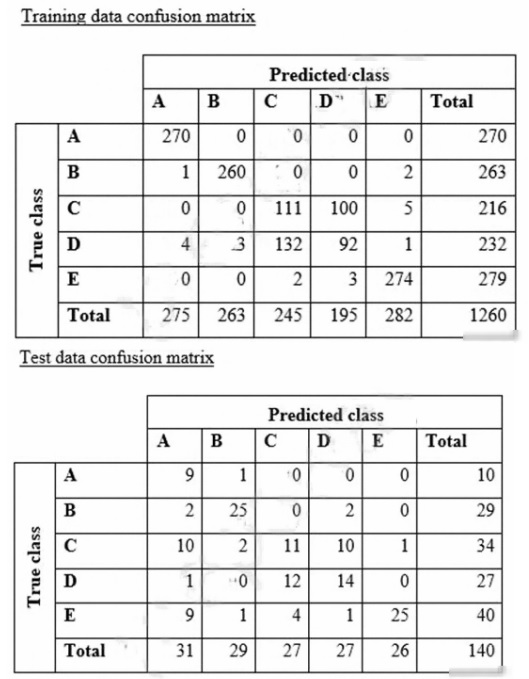 Training data confusion matrix
Predicted class
A B C D E Total
True class
A 270 0 0 0 0 270
B 1 260 0 0 2 263
C 0 0 111 100 5 216
D 4 3 132 92 1 232
E 0 0 2 3 274 279
Total 275 263 245 195 282 1260
Test data confusion matrix
Predicted class
A B C D E Total
True class
A 9 1 0 0 0 10
B 2 25 0 2 0 29
C 10 2 11 10 1 34
D 1 0 12 14 0 27
E 9 1 4 1 25 40
Total 31 29 27 27 26 140